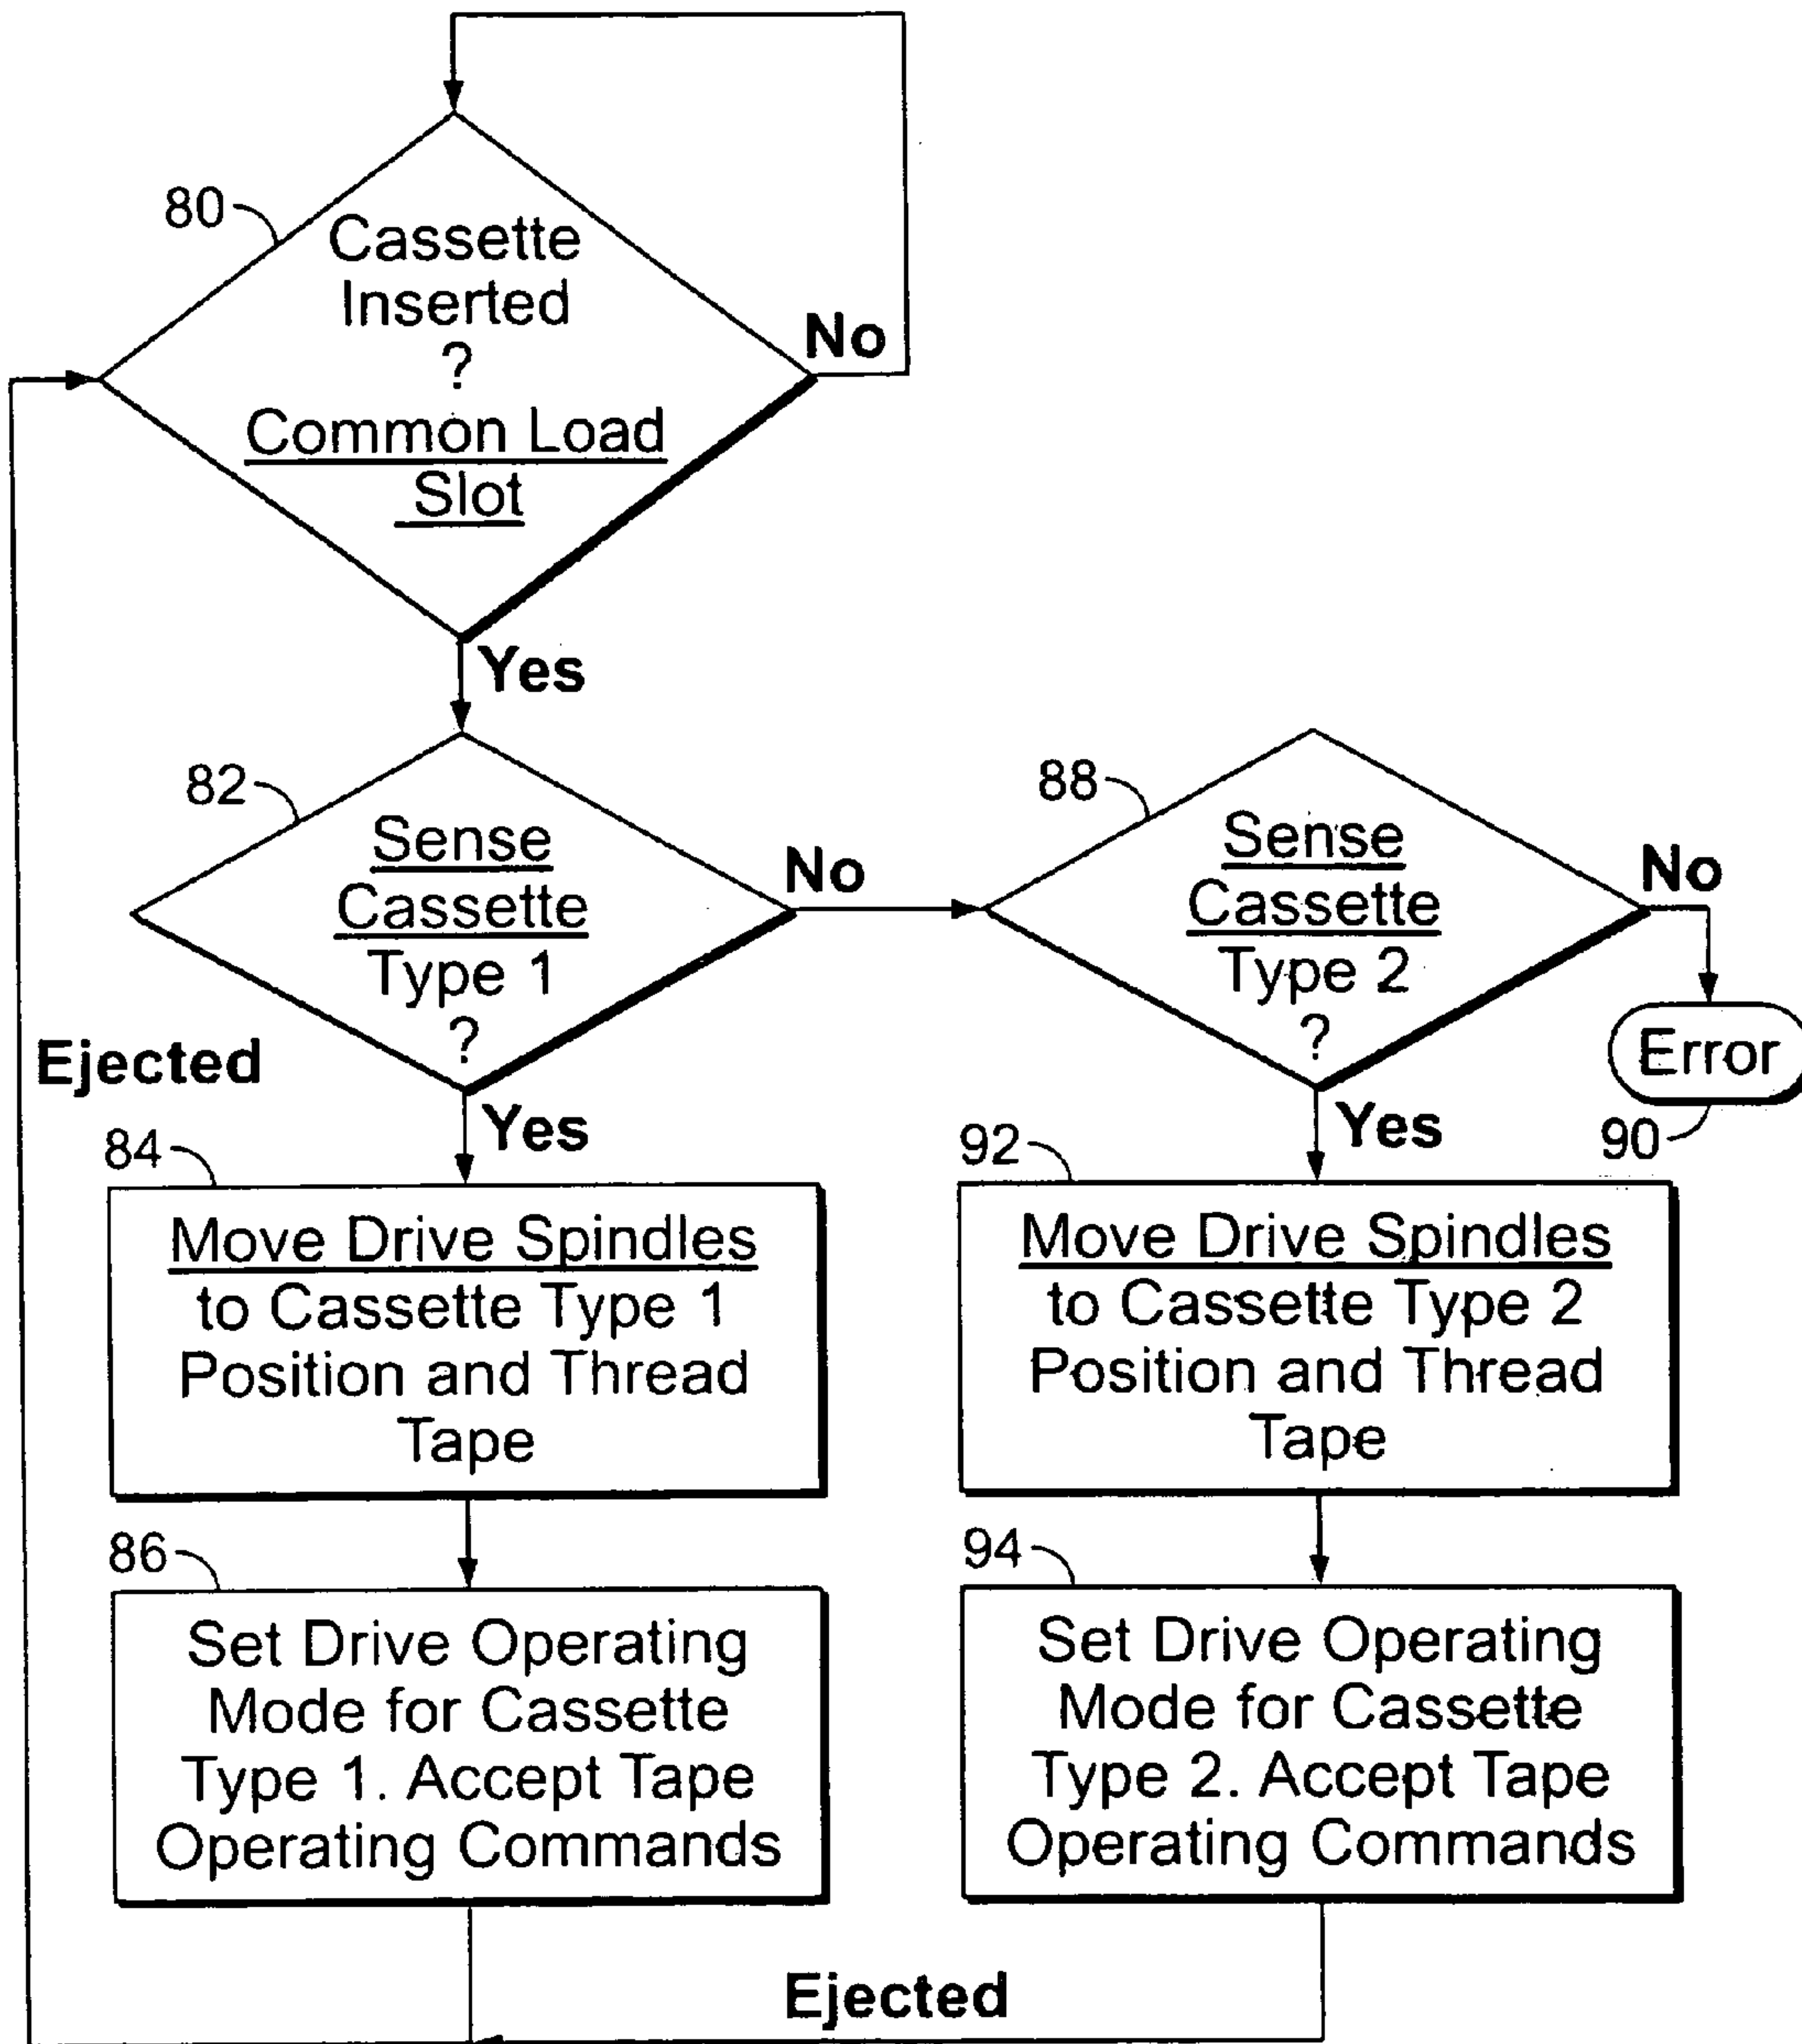 80
Cassette
Inserted
?
Common Load
Slot
No
Yes
82
Sense
Cassette
Type 1
?
No
88
Sense
Cassette
Type 2
?
No
Error
90
Ejected
Yes
84
Move Drive Spindles
to Cassette Type 1
Position and Thread
Tape
Yes
92
Move Drive Spindles
to Cassette Type 2
Position and Thread
Tape
86
Set Drive Operating
Mode for Cassette
Type 1. Accept Tape
Operating Commands
94
Set Drive Operating
Mode for Cassette
Type 2. Accept Tape
Operating Commands
Ejected